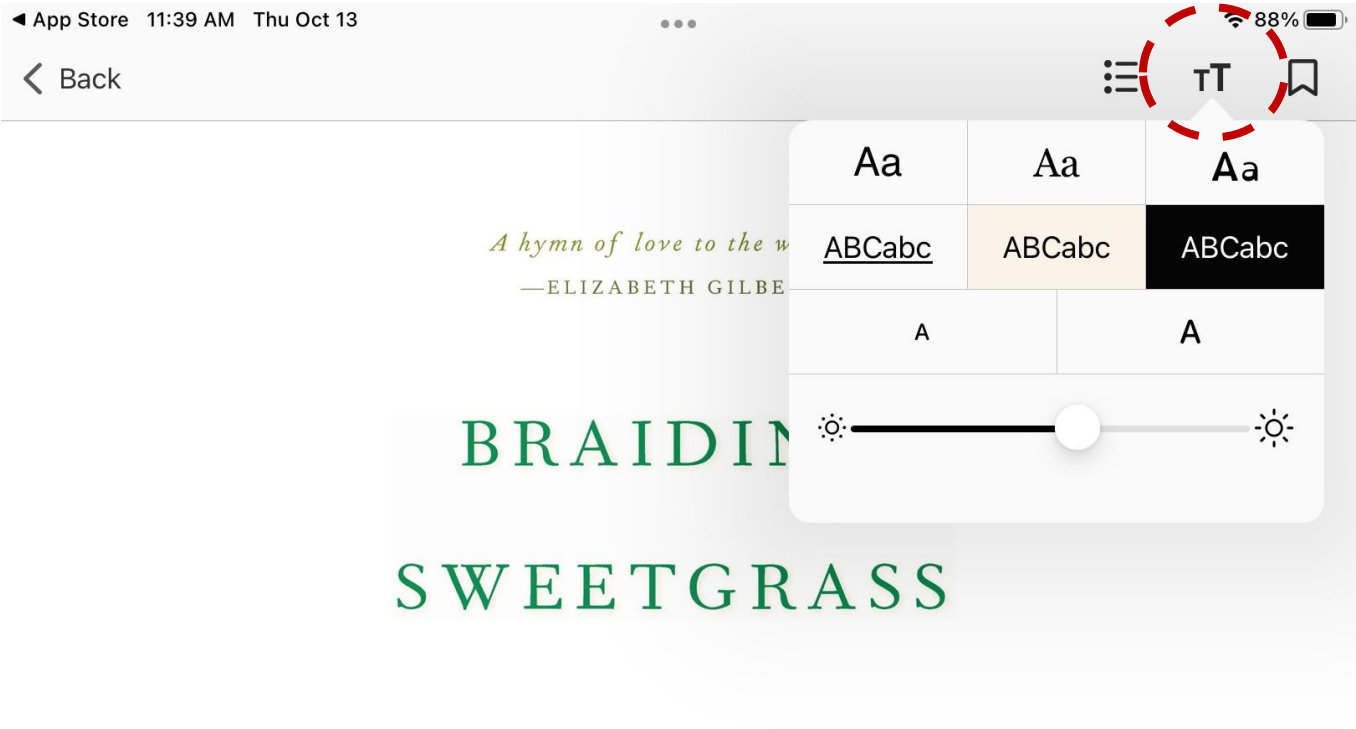 App Store 11:39 AM Thu Oct 13 88%
Back TT
Aa Aa Aa
ABCabc ABCabc ABCabc
A A
A hymn of love to the w
—ELIZABETH GILBE
BRAIDIN
SWEETGRASS